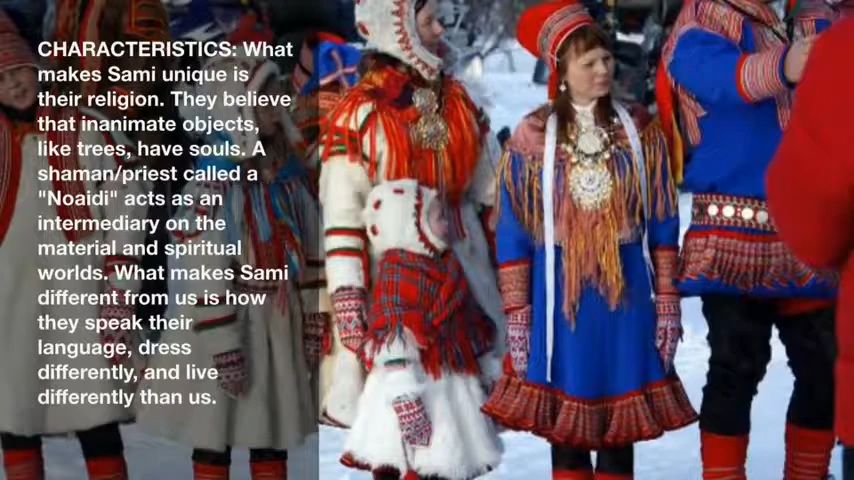 CHARACTERISTICS: What
makes Sami unique is
their religion. They believe
that inanimate objects,
like trees, have souls. A
shaman/priest called a
"Noaidi" acts as an
intermediary on the
material and spiritual
worlds. What makes Sami
different from us is how
they speak their
language, dress
differently, and live
differently than us.